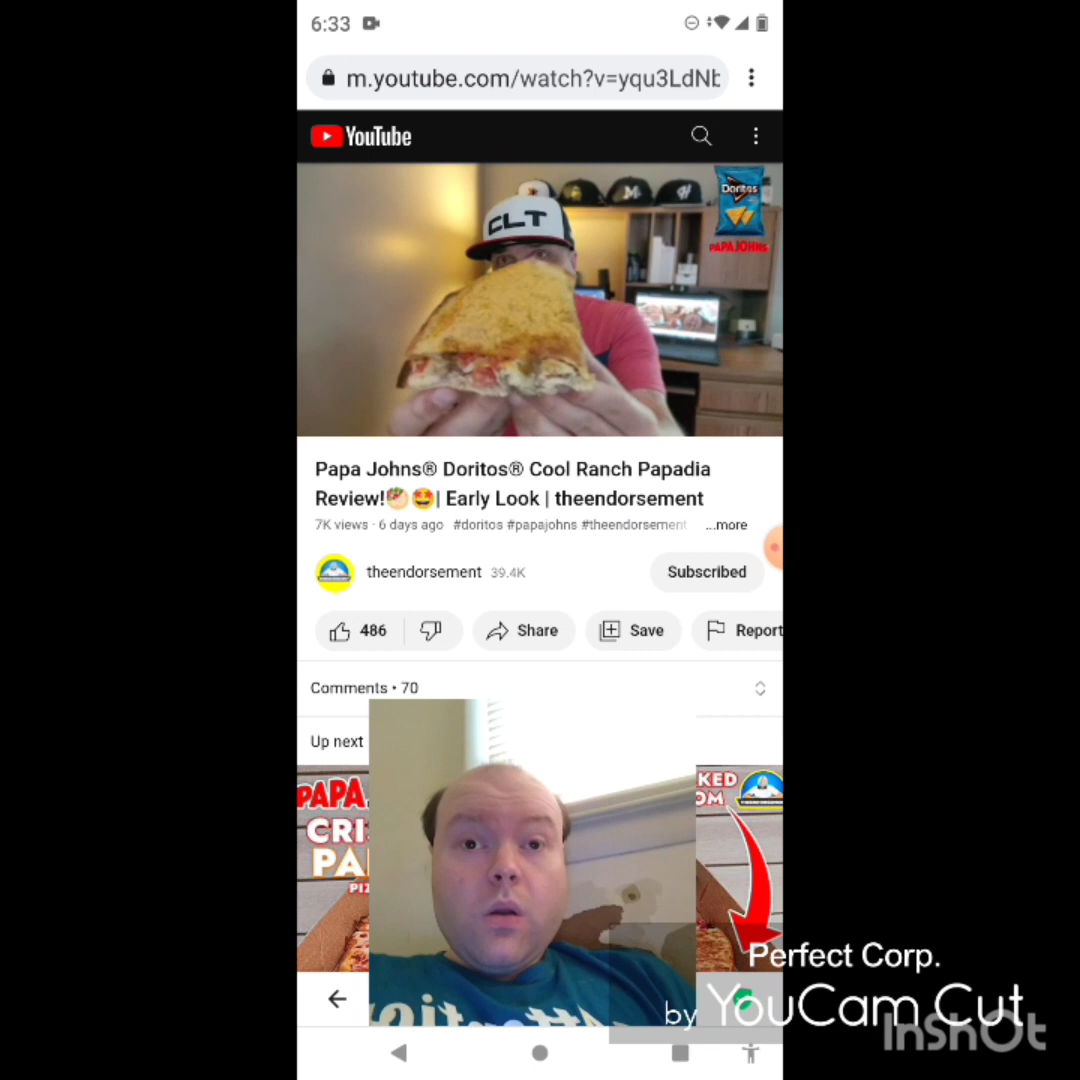 6:33
m.youtube.com/watch?v=yqu3LdNb
YouTube
Doritos
PAPA JOHNs
CLT
Papa Johns® Doritos® Cool Ranch Papadia
Review!🥙🤩| Early Look | theendorsement
7K views · 6 days ago #doritos #papajohns #theendorsement ...more
theendorsement 39.4K Subscribed
486 Share Save Report
Comments • 70
Up next
PAPA
CRI
PA
PIZ
KED
OM
Perfect Corp.
by YouCam Cut
InShOt